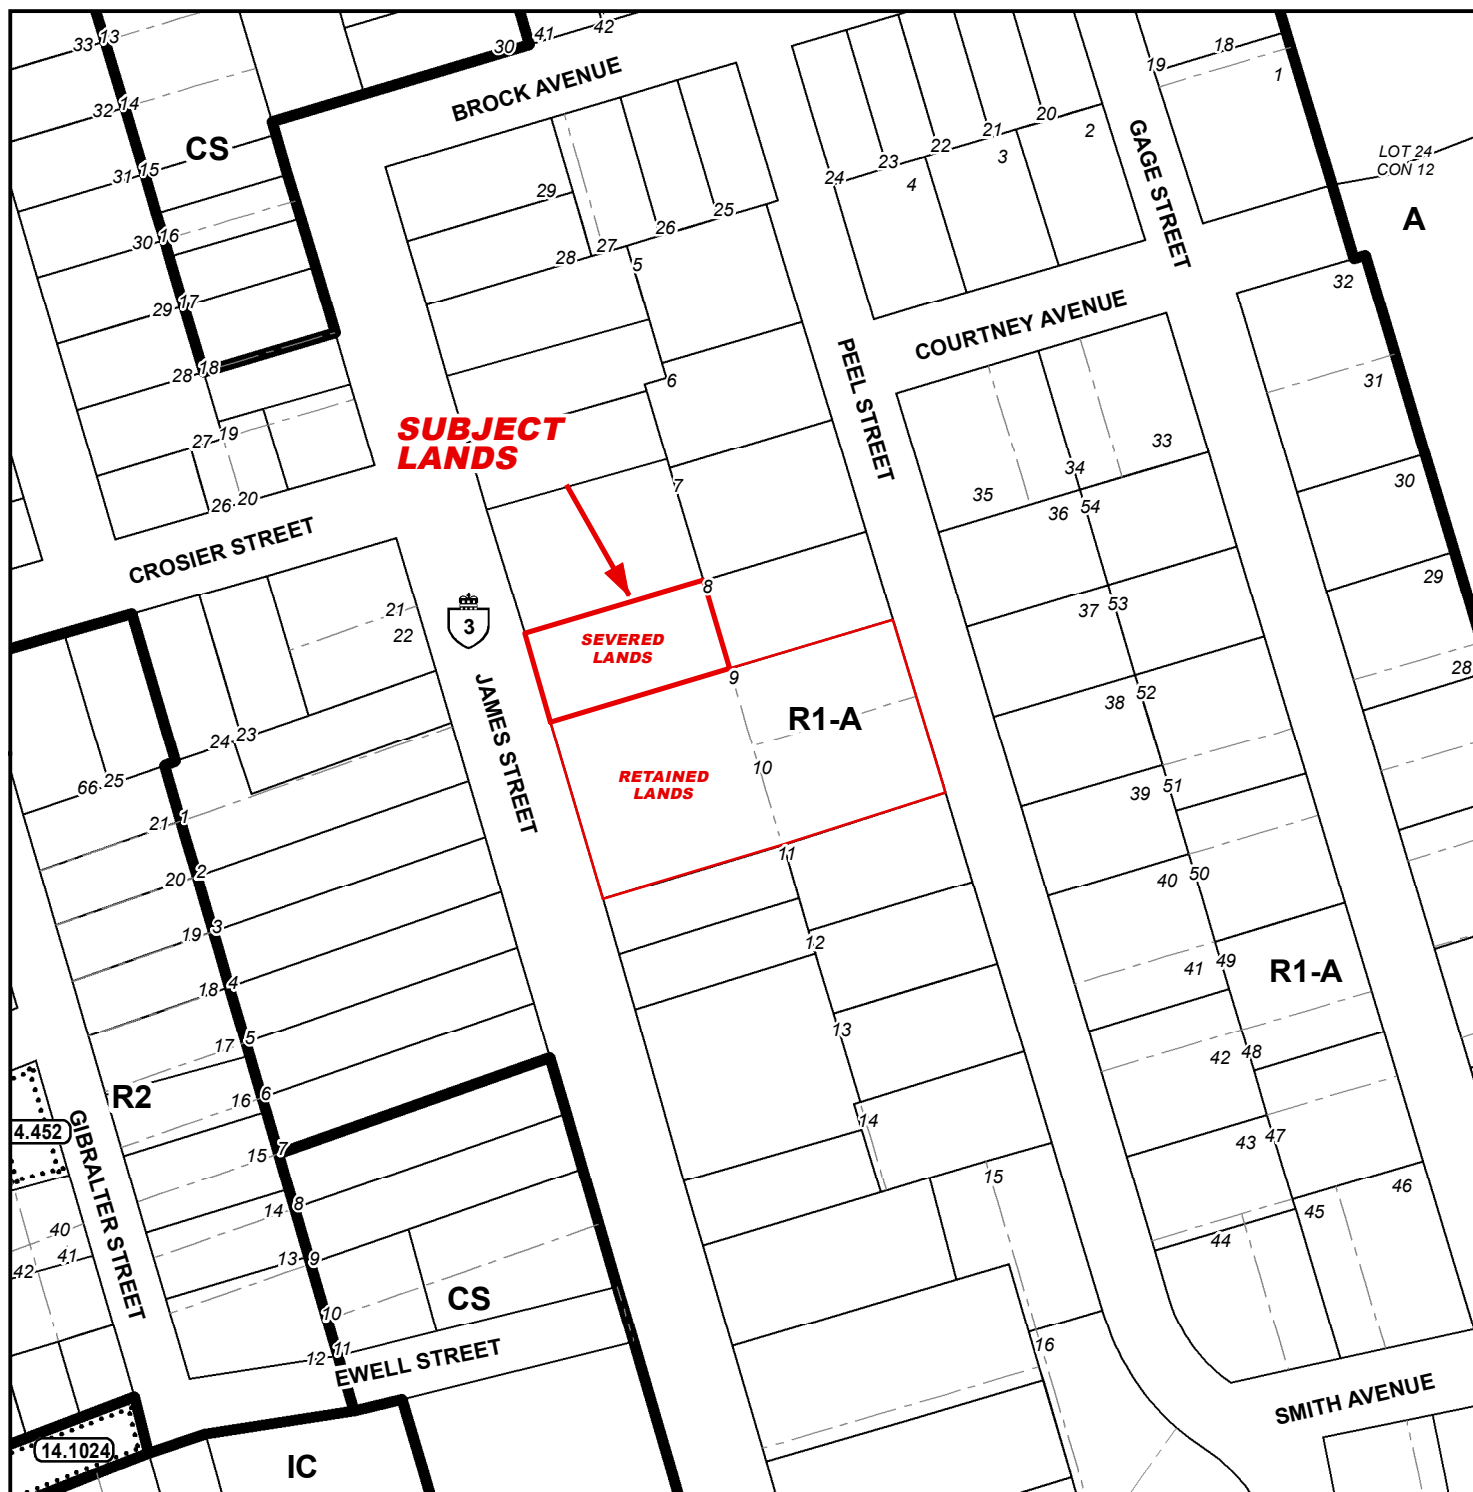 33 13
30 41 42
BROCK AVENUE
19 18
1
32 14
CS
31 15
24 23 22 21 20
4 3 2
GAGE STREET
LOT 24
CON 12
A
29
30 16
28 27 26 25
5
29 17
32
COURTNEY AVENUE
PEEL STREET
28 18
6
31
SUBJECT
LANDS
27 19
33
34
35
26 20
7
36 54
30
CROSIER STREET
8
29
21
22
3
SEVERED
LANDS
37 53
9
28
JAMES STREET
R1-A
38 52
24 23
10
RETAINED
LANDS
66 25
39 51
21 1
11
20 2
40 50
19 3
12
41 49
R1-A
18 4
13
17 5
42 48
R2
16 6
14
4.452
GIBRALTER STREET
15 7
43 47
15
14 8
46
45
44
40
41
42
13 9
CS
10
12 11
EWELL STREET
16
SMITH AVENUE
14.1024
IC